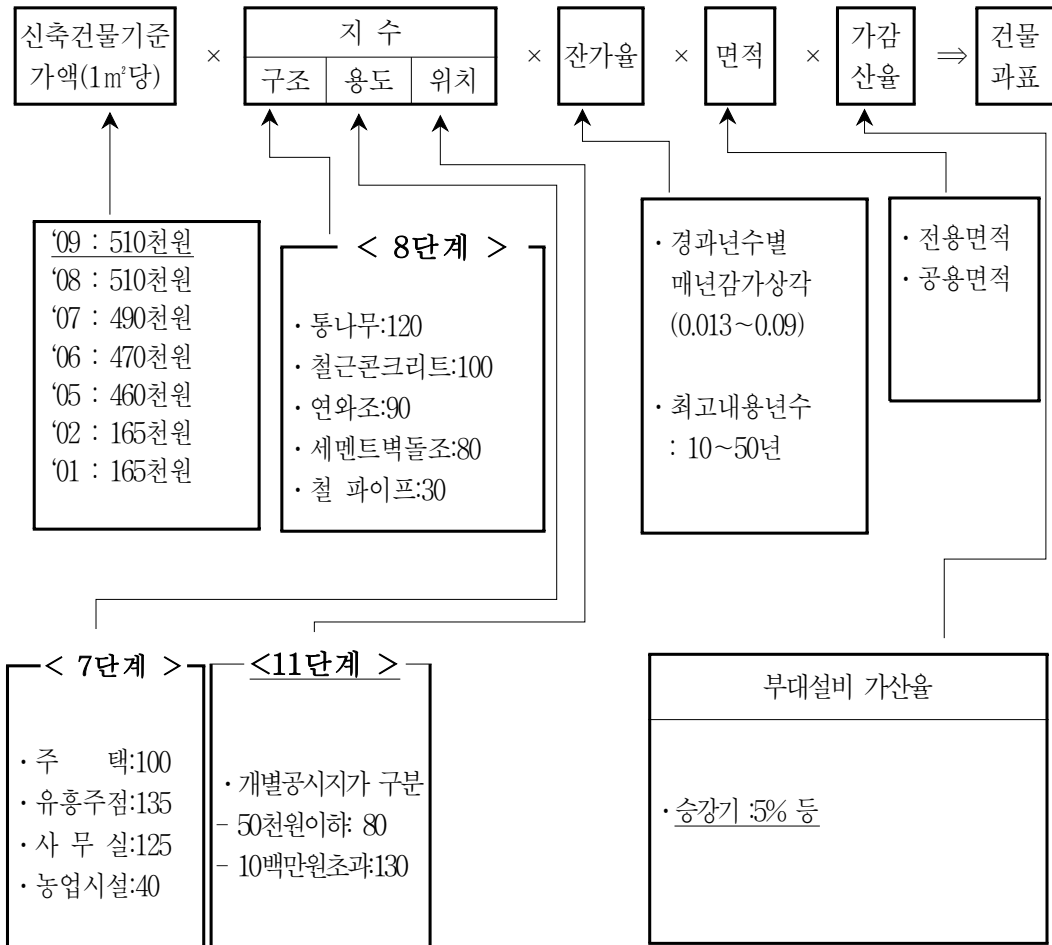 신축건물기준
가액(1㎡당)
×
지 수
구조 용도 위치
×
잔가율
×
면적
×
가감
산율
⇒
건물
과표
‘09 : 510천원
‘08 : 510천원
‘07 : 490천원
‘06 : 470천원
‘05 : 460천원
‘02 : 165천원
‘01 : 165천원
< 8단계 >
· 통나무:120
· 철근콘크리트:100
· 연와조:90
· 세멘트벽돌조:80
· 철 파이프:30
· 경과년수별
매년감가상각
(0.013~0.09)
· 최고내용년수
: 10~50년
· 전용면적
· 공용면적
< 7단계 >
· 주 택:100
· 유흥주점:135
· 사 무 실:125
· 농업시설:40
<11단계 >
· 개별공시지가 구분
- 50천원이하: 80
- 10백만원초과:130
부대설비 가산율
· 승강기 :5% 등